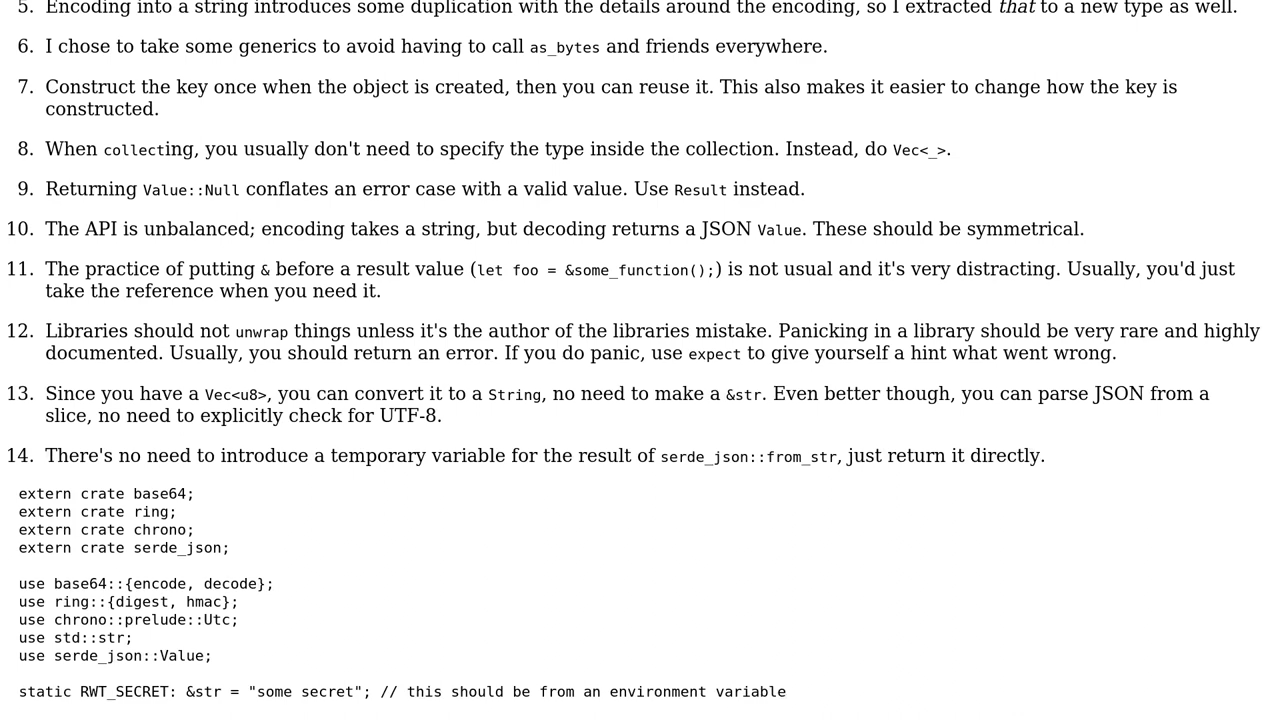 5. Encoding into a string introduces some duplication with the details around the encoding, so I extracted that to a new type as well.
6. I chose to take some generics to avoid having to call as_bytes and friends everywhere.
7. Construct the key once when the object is created, then you can reuse it. This also makes it easier to change how the key is
constructed.
8. When collecting, you usually don't need to specify the type inside the collection. Instead, do Vec<_>.
9. Returning Value::Null conflates an error case with a valid value. Use Result instead.
10. The API is unbalanced; encoding takes a string, but decoding returns a JSON Value. These should be symmetrical.
11. The practice of putting & before a result value (let foo = &some_function();) is not usual and it's very distracting. Usually, you'd just
take the reference when you need it.
12. Libraries should not unwrap things unless it's the author of the libraries mistake. Panicking in a library should be very rare and highly
documented. Usually, you should return an error. If you do panic, use expect to give yourself a hint what went wrong.
13. Since you have a Vec<u8>, you can convert it to a String, no need to make a &str. Even better though, you can parse JSON from a
slice, no need to explicitly check for UTF-8.
14. There's no need to introduce a temporary variable for the result of serde_json::from_str, just return it directly.
extern crate base64;
extern crate ring;
extern crate chrono;
extern crate serde_json;
use base64::{encode, decode};
use ring::{digest, hmac};
use chrono::prelude::Utc;
use std::str;
use serde_json::Value;
static RWT_SECRET: &str = "some secret"; // this should be from an environment variable